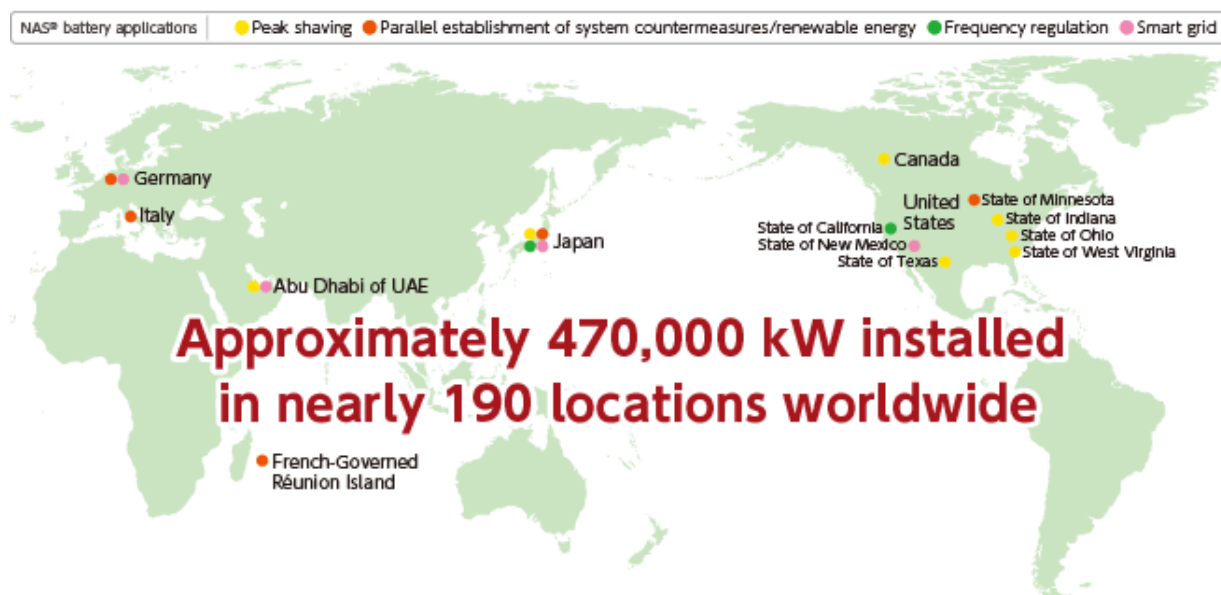 NAS® battery applications
Peak shaving
Parallel establishment of system countermeasures/renewable energy
Frequency regulation
Smart grid
Germany
Italy
Abu Dhabi of UAE
Japan
Canada
United
States
State of Minnesota
State of Indiana
State of Ohio
State of West Virginia
State of California
State of New Mexico
State of Texas
Approximately 470,000 kW installed
in nearly 190 locations worldwide
French-Governed
Réunion Island